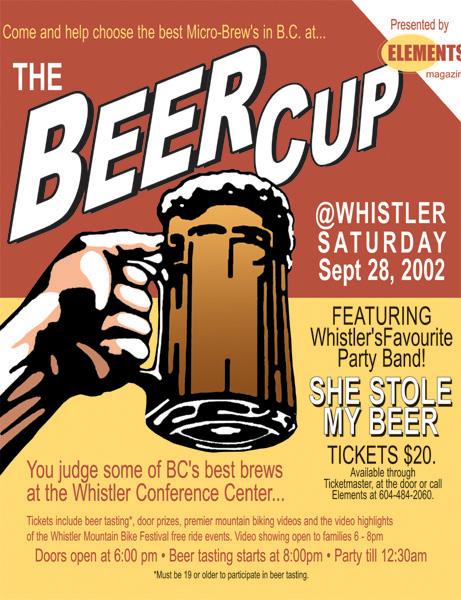 Come and help choose the best Micro-Brew's in B.C. at...
Presented by
ELEMENTS
magazin
THE
BEER CUP
@WHISTLER
SATURDAY
Sept 28, 2002
FEATURING
Whistler'sFavourite
Party Band!
SHE STOLE
MY BEER
TICKETS $20.
Available through
Ticketmaster, at the door or call
Elements at 604-484-2060.
You judge some of BC's best brews
at the Whistler Conference Center...
Tickets include beer tasting*, door prizes, premier mountain biking videos and the video highlights
of the Whistler Mountain Bike Festival free ride events. Video showing open to families 6 - 8pm
Doors open at 6:00 pm • Beer tasting starts at 8:00pm • Party till 12:30am
*Must be 19 or older to participate in beer tasting.